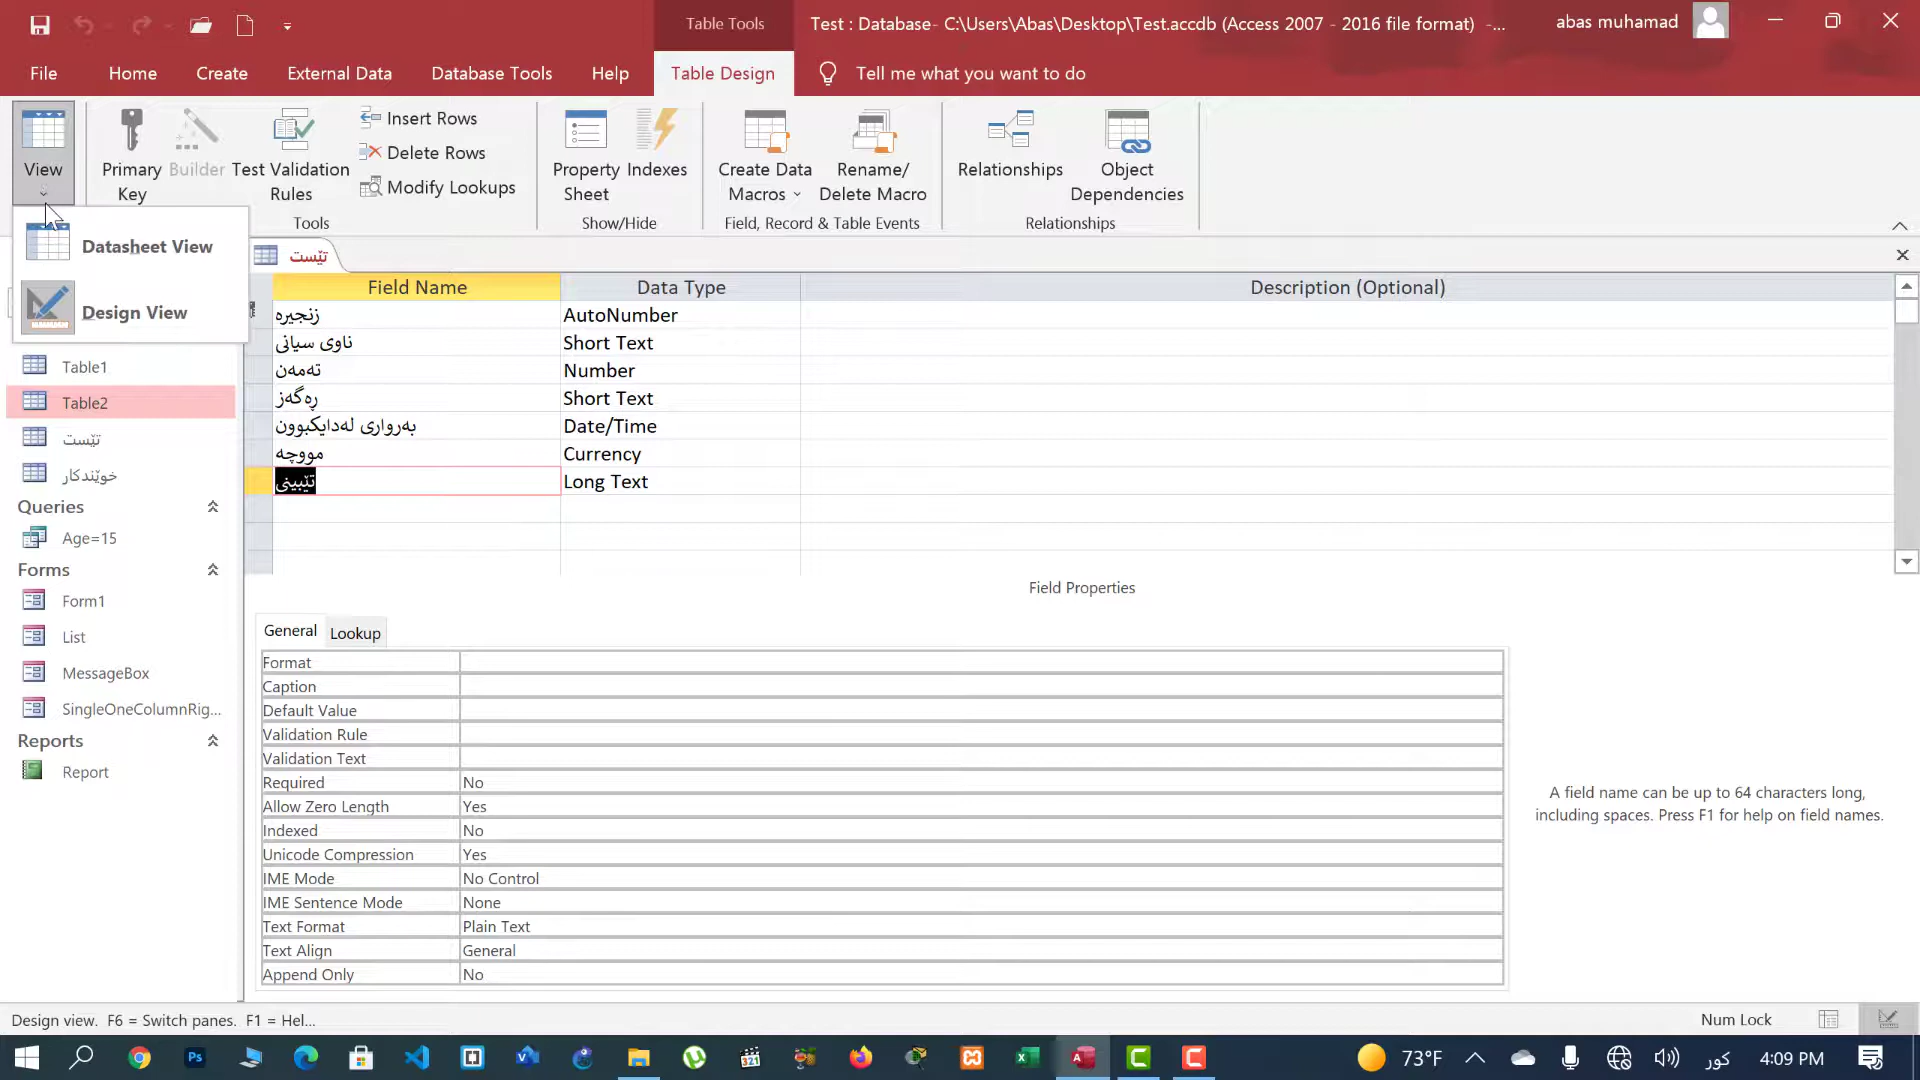 Table Tools
Test : Database- C:\Users\Abas\Desktop\Test.accdb (Access 2007 - 2016 file format) -...
abas muhamad
File
Home
Create
External Data
Database Tools
Help
Table Design
Tell me what you want to do
View
Primary Key
Builder
Test Validation Rules
Insert Rows
Delete Rows
Modify Lookups
Property Sheet
Indexes
Create Data Macros
Rename/ Delete Macro
Relationships
Object Dependencies
Tools
Show/Hide
Field, Record & Table Events
Relationships
Datasheet View
Design View
تێست
Field Name
Data Type
Description (Optional)
زنجیرە
AutoNumber
ناوی سیانی
Short Text
تەمەن
Number
ڕەگەز
Short Text
بەرواری لەدایکبوون
Date/Time
مووچە
Currency
تێبینی
Long Text
Table1
Table2
تێست
خوێندکار
Queries
Age=15
Forms
Form1
List
MessageBox
SingleOneColumnRig...
Reports
Report
Field Properties
General
Lookup
Format
Caption
Default Value
Validation Rule
Validation Text
Required No
Allow Zero Length Yes
Indexed No
Unicode Compression Yes
IME Mode No Control
IME Sentence Mode None
Text Format Plain Text
Text Align General
Append Only No
A field name can be up to 64 characters long,
including spaces. Press F1 for help on field names.
Design view. F6 = Switch panes. F1 = Hel...
Num Lock
Ps
321
73°F
کور
4:09 PM